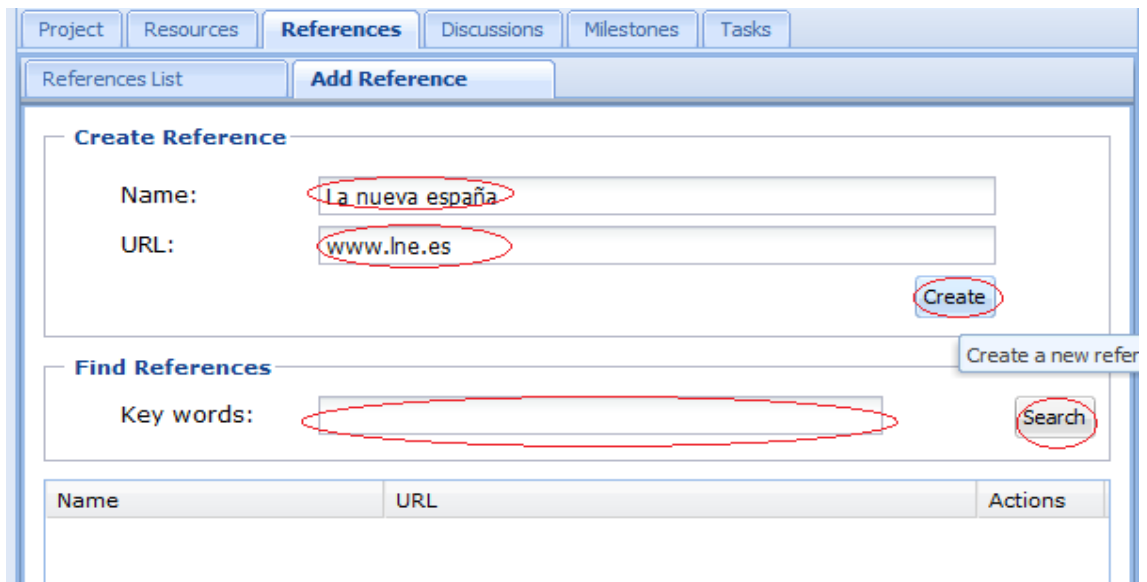 Project Resources References Discussions Milestones Tasks
References List Add Reference
Create Reference
Name: La nueva españa
URL: www.lne.es
Create
Create a new refer
Find References
Key words: Search
Name URL Actions